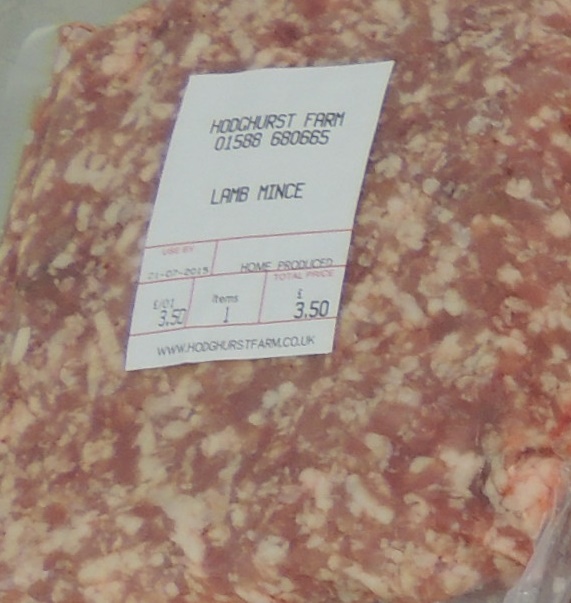 HODGHURST FARM
01588 680665
LAMB MINCE
USE BY
01-07-2015 HOME PRODUCED
TOTAL PRICE
£/01 Items £
3.50 1 3.50
WWW.HODGHURSTFARM.CO.UK